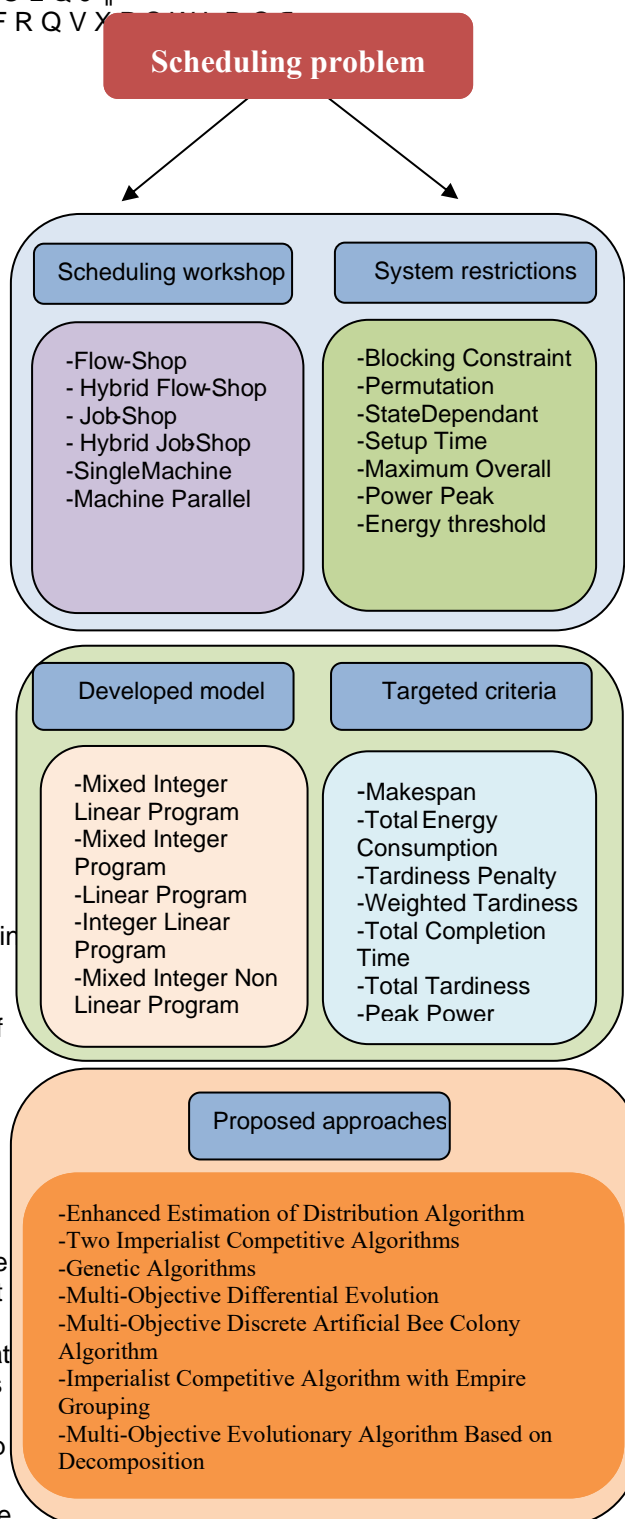 F R Q V X
Scheduling problem
Scheduling workshop
System restrictions
-Flow-Shop
- Hybrid Flow-Shop
- Job-Shop
- Hybrid Job-Shop
-SingleMachine
-Machine Parallel
-Blocking Constraint
-Permutation
-StateDependant
-Setup Time
-Maximum Overall
-Power Peak
-Energy threshold
Developed model
Targeted criteria
-Mixed Integer
Linear Program
-Mixed Integer
Program
-Linear Program
-Integer Linear
Program
-Mixed Integer Non
Linear Program
-Makespan
-Total Energy
Consumption
-Tardiness Penalty
-Weighted Tardiness
-Total Completion
Time
-Total Tardiness
-Peak Power
Proposed approaches
-Enhanced Estimation of Distribution Algorithm
-Two Imperialist Competitive Algorithms
-Genetic Algorithms
-Multi-Objective Differential Evolution
-Multi-Objective Discrete Artificial Bee Colony
Algorithm
-Imperialist Competitive Algorithm with Empire
Grouping
-Multi-Objective Evolutionary Algorithm Based on
Decomposition